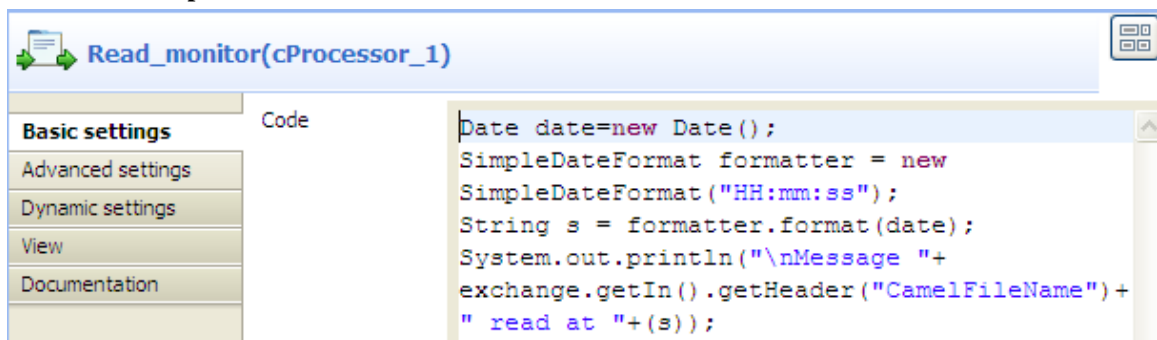 Read_monitor(cProcessor_1)
Basic settings
Advanced settings
Dynamic settings
View
Documentation
Code
Date date=new Date();
SimpleDateFormat formatter = new
SimpleDateFormat("HH:mm:ss");
String s = formatter.format(date);
System.out.println("\nMessage "+
exchange.getIn().getHeader("CamelFileName")+
" read at "+(s));